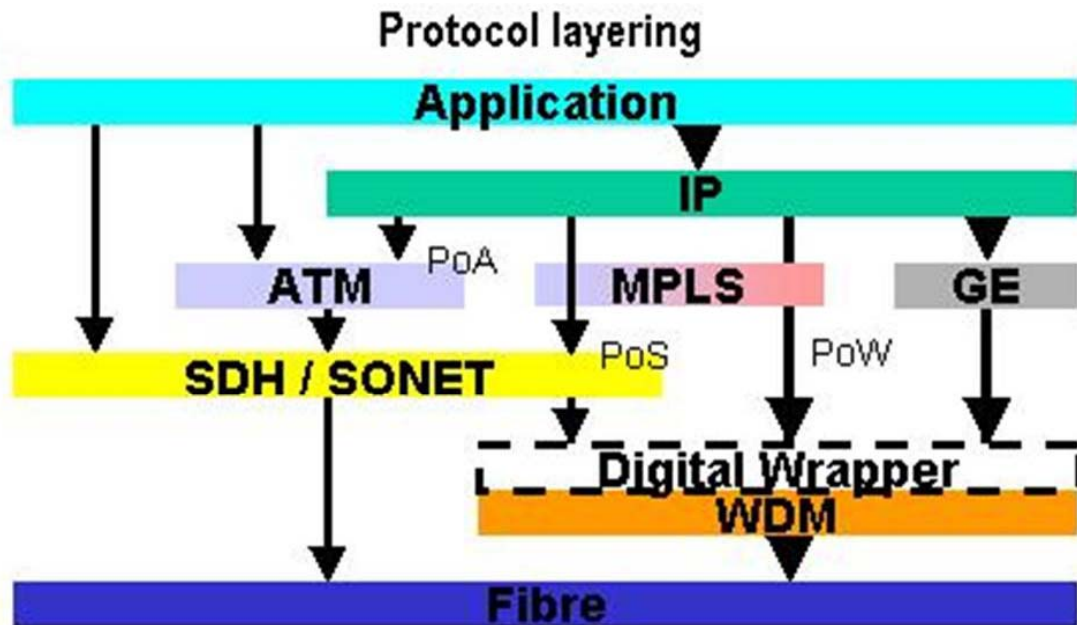 Protocol layering
Application
IP
PoA
ATM
MPLS
GE
PoS
PoW
SDH / SONET
Digital Wrapper
WDM
Fibre